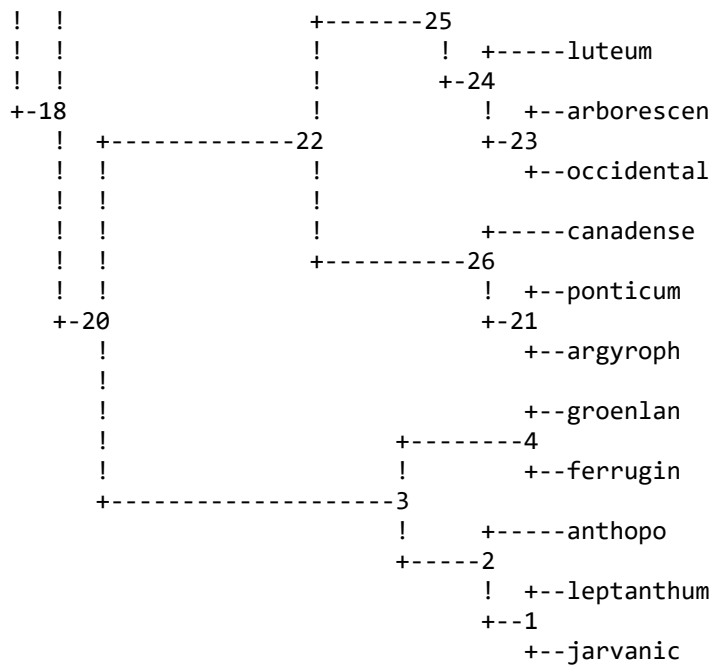 !  !                 +-------25
!  !                 !        !  +-----luteum
!  !                 !        +-24
+-18                 !           !  +--arborescen
   !  +-------------22           +-23
   !  !              !              +--occidental
   !  !              !
   !  !              !           +-----canadense
   !  !              +----------26
   !  !                          !  +--ponticum
   +-20                          +-21
      !                             +--argyroph
      !
      !                             +--groenlan
      !                    +--------4
      !                    !        +--ferrugin
      +--------------------3
                           !     +-----anthopo
                           +-----2
                                 !  +--leptanthum
                                 +--1
                                    +--jarvanic